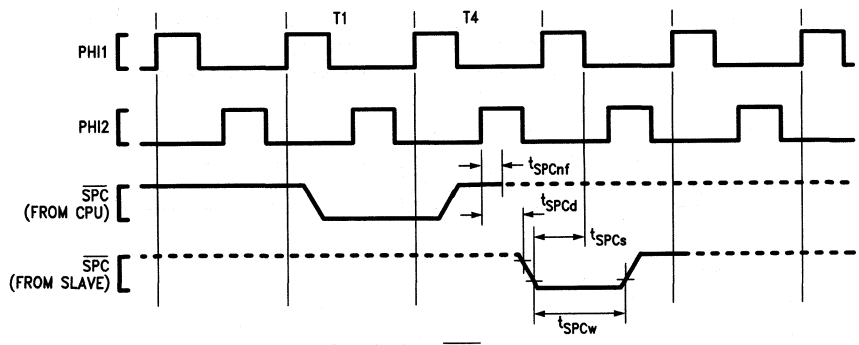 T1 T4
PHI1
PHI2
tSPCnf
SPC
(FROM CPU)
tSPCd
tSPCs
SPC
(FROM SLAVE)
tSPCw